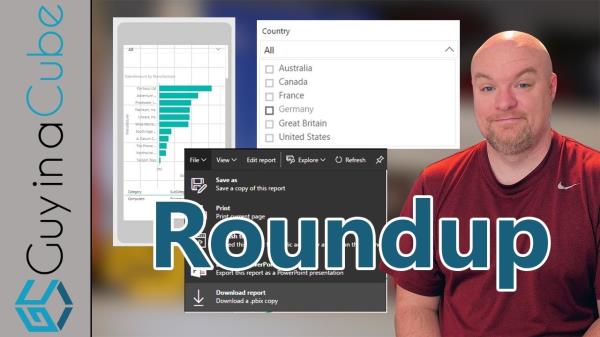 Guy in a Cube
All
Category
Country
All
Australia
Canada
France
Germany
Great Britain
United States
File View Edit report Explore Refresh
Save as
Save a copy of this report
Print
Print current page
Export this report as a PowerPoint presentation
Download report
Download a .pbix copy
Roundup